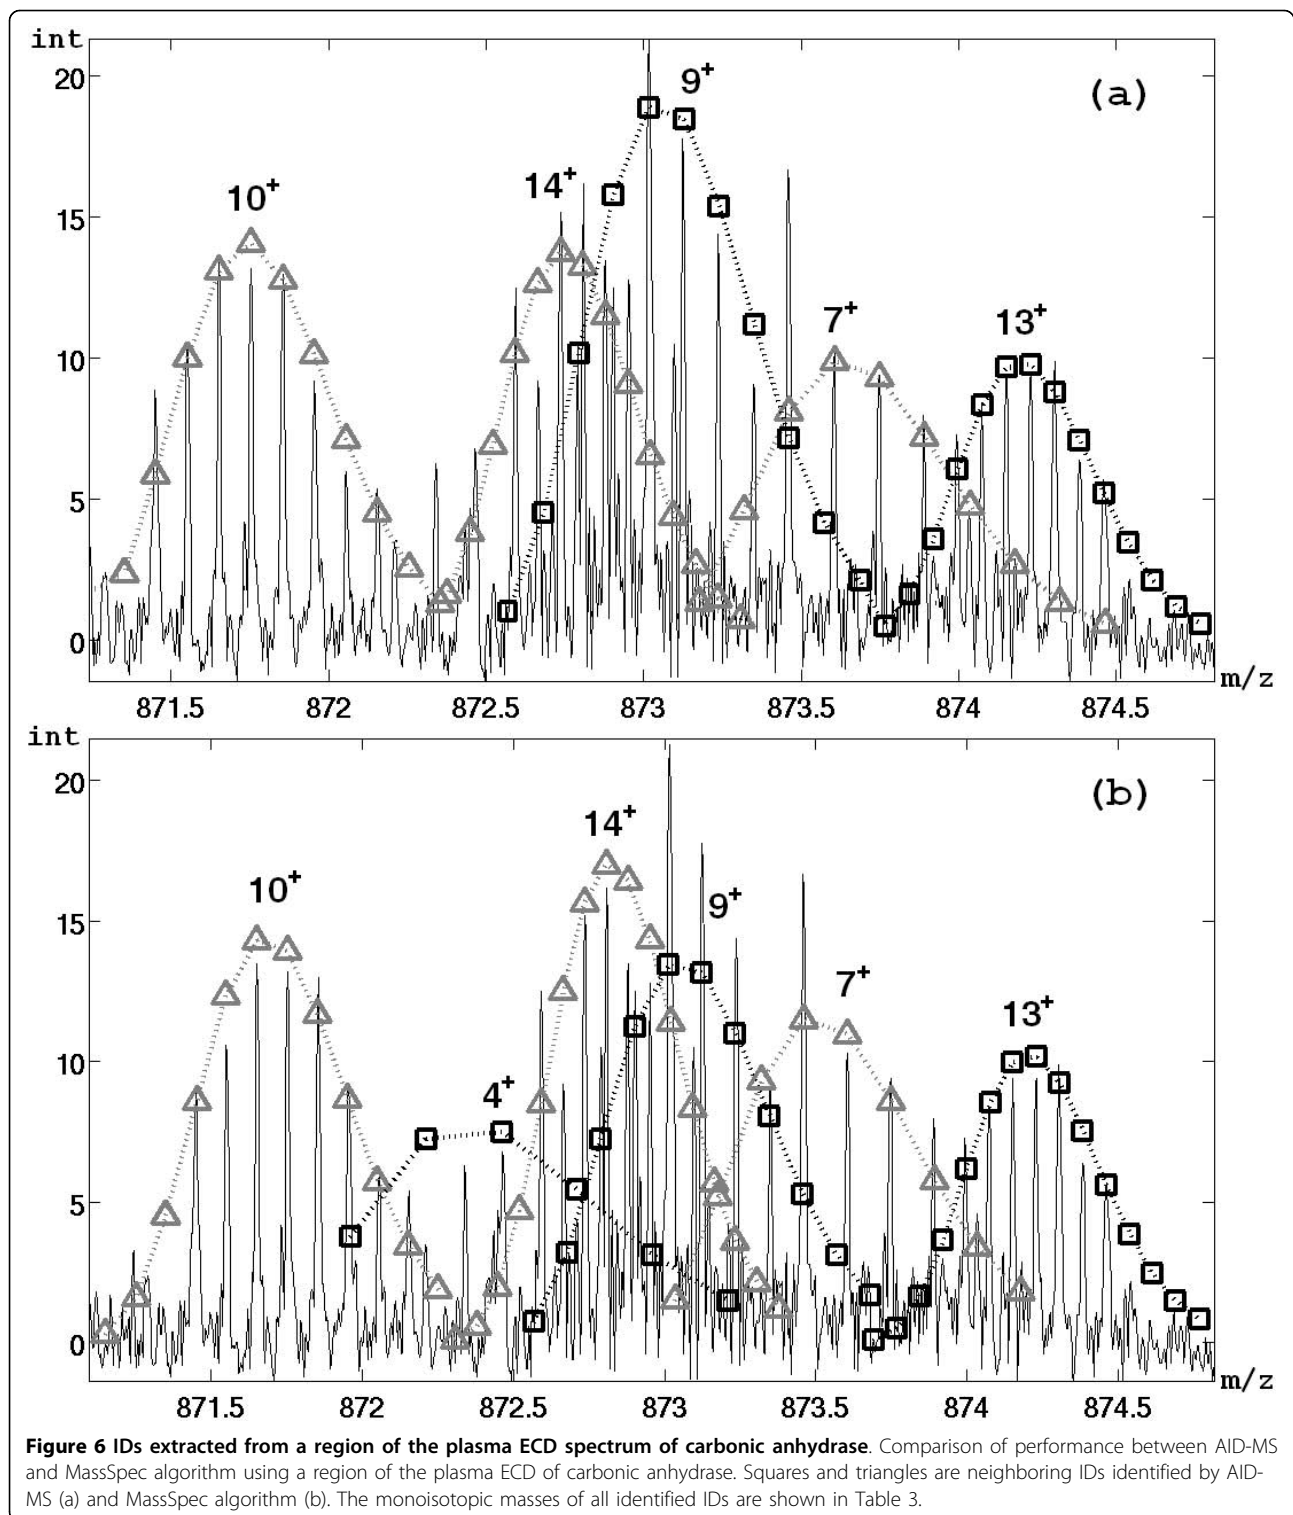 int
(a)
20
9⁺
10⁺
14⁺
15
7⁺
13⁺
10
5
0
m/z
871.5 872 872.5 873 873.5 874 874.5
int
(b)
20
14⁺
10⁺
9⁺
15
7⁺
13⁺
10
4⁺
5
0
m/z
871.5 872 872.5 873 873.5 874 874.5
Figure 6 IDs extracted from a region of the plasma ECD spectrum of carbonic anhydrase. Comparison of performance between AID-MS
and MassSpec algorithm using a region of the plasma ECD of carbonic anhydrase. Squares and triangles are neighboring IDs identified by AID-
MS (a) and MassSpec algorithm (b). The monoisotopic masses of all identified IDs are shown in Table 3.